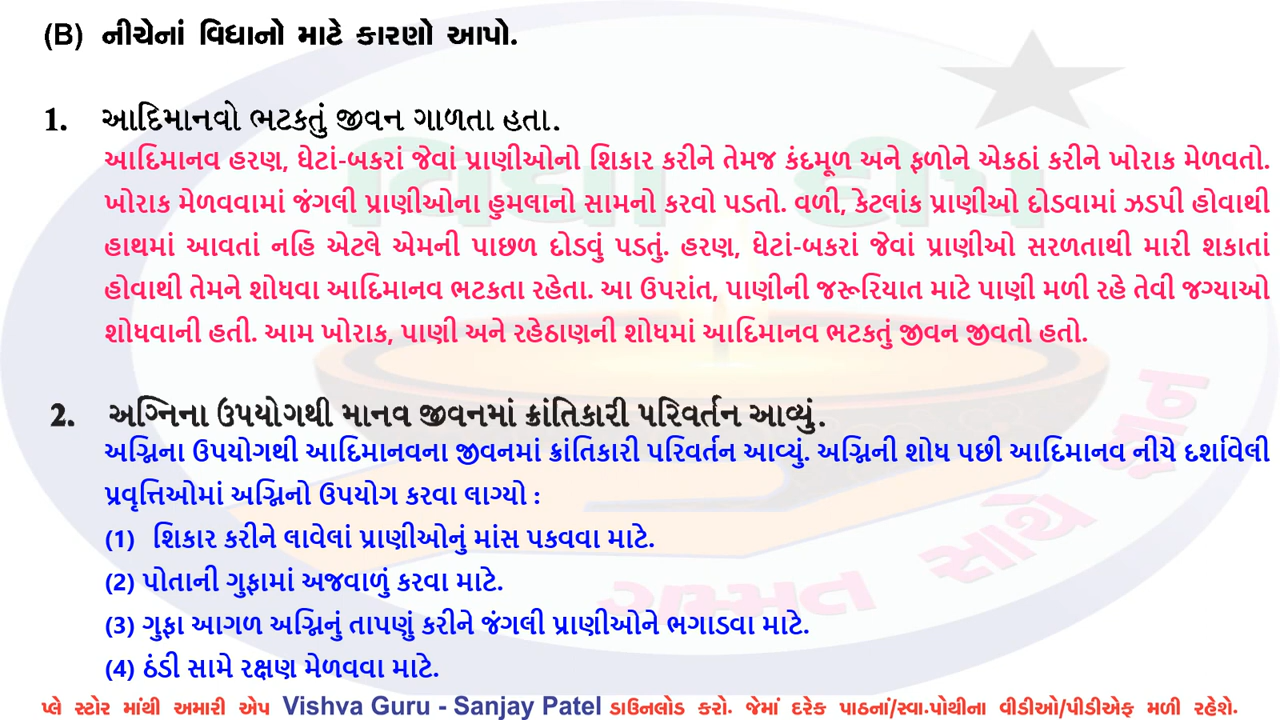 (B) નીચેનાં વિધાનો માટે કારણો આપો.
1. આદિમાનવો ભટકતું જીવન ગાળતા હતા.
આદિમાનવ હરણ, ઘેટાં-બકરાં જેવાં પ્રાણીઓનો શિકાર કરીને તેમજ કંદમૂળ અને ફળોને એકઠાં કરીને ખોરાક મેળવતો.
ખોરાક મેળવવામાં જંગલી પ્રાણીઓના હુમલાનો સામનો કરવો પડતો. વળી, કેટલાંક પ્રાણીઓ દોડવામાં ઝડપી હોવાથી
હાથમાં આવતાં નહિ એટલે એમની પાછળ દોડવું પડતું. હરણ, ઘેટાં-બકરાં જેવાં પ્રાણીઓ સરળતાથી મારી શકાતાં
હોવાથી તેમને શોધવા આદિમાનવ ભટકતા રહેતા. આ ઉપરાંત, પાણીની જરૂરિયાત માટે પાણી મળી રહે તેવી જગ્યાઓ
શોધવાની હતી. આમ ખોરાક, પાણી અને રહેઠાણની શોધમાં આદિમાનવ ભટકતું જીવન જીવતો હતો.
2. અગ્નિના ઉપયોગથી માનવ જીવનમાં ક્રાંતિકારી પરિવર્તન આવ્યું.
અગ્નિના ઉપયોગથી આદિમાનવના જીવનમાં ક્રાંતિકારી પરિવર્તન આવ્યું. અગ્નિની શોધ પછી આદિમાનવ નીચે દર્શાવેલી
પ્રવૃત્તિઓમાં અગ્નિનો ઉપયોગ કરવા લાગ્યો :
(1) શિકાર કરીને લાવેલાં પ્રાણીઓનું માંસ પકવવા માટે.
(2) પોતાની ગુફામાં અજવાળું કરવા માટે.
(3) ગુફા આગળ અગ્નિનું તાપણું કરીને જંગલી પ્રાણીઓને ભગાડવા માટે.
(4) ઠંડી સામે રક્ષણ મેળવવા માટે.
વિદ્યા દીપ
ગમ્મત સાથે જ્ઞાન
પ્લે સ્ટોર માંથી અમારી એપ Vishva Guru - Sanjay Patel ડાઉનલોડ કરો. જેમાં દરેક પાઠનાં/સ્વા.પોથીના વીડીઓ/પીડીએફ મળી રહેશે.